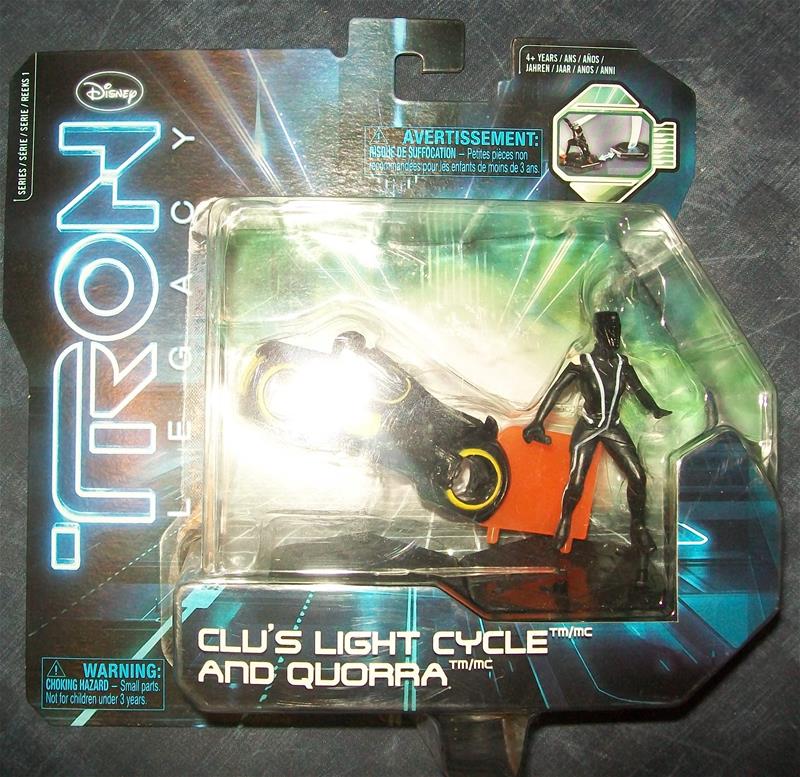 SERIES / SÉRIE / SERIE / REEKS 1
Disney
TRON
LEGACY
4+ YEARS / ANS / AÑOS /
JAHREN / JAAR / ANOS / ANNI
AVERTISSEMENT:
RISQUE DE SUFFOCATION – Petites pièces non
recommandées pour les enfants de moins de 3 ans.
CLU'S LIGHT CYCLE TM/MC
AND QUORRA TM/MC
WARNING:
CHOKING HAZARD – Small parts.
Not for children under 3 years.